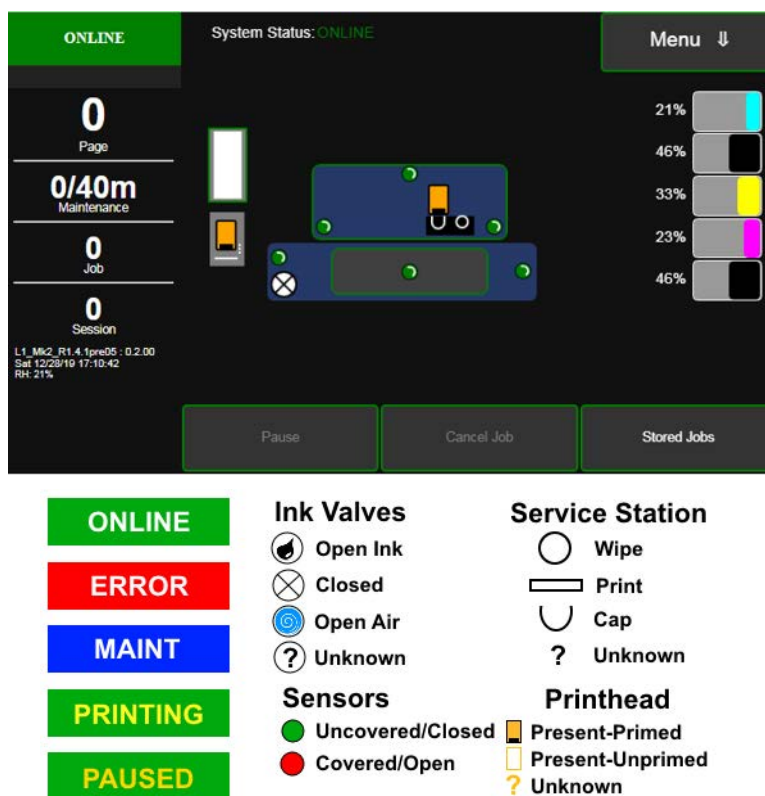 ONLINE
System Status: ONLINE
Menu ⇓
0
Page
0/40m
Maintenance
0
Job
0
Session
L1_Mk2_R1.4.1pre05 : 0.2.00
Sat 12/28/19 17:10:42
RH: 21%
21%
46%
33%
23%
46%
Pause
Cancel Job
Stored Jobs
ONLINE
ERROR
MAINT
PRINTING
PAUSED
Ink Valves
Open Ink
Closed
Open Air
? Unknown
Sensors
Uncovered/Closed
Covered/Open
Service Station
Wipe
Print
Cap
? Unknown
Printhead
Present-Primed
Present-Unprimed
? Unknown